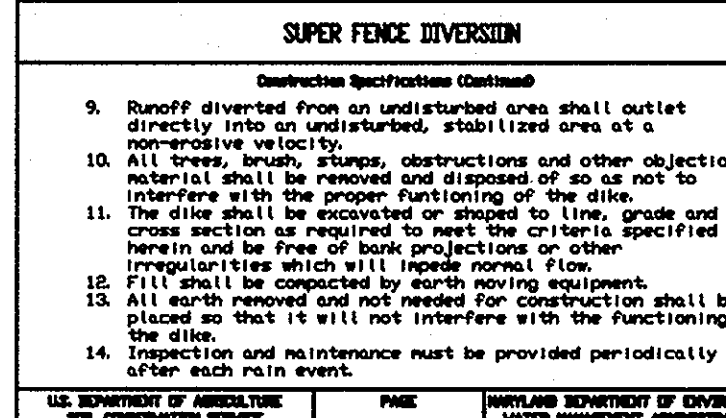 SUPER FENCE DIVERSION
Construction Specifications (Continued)
9. Runoff diverted from an undisturbed area shall outlet
directly into an undisturbed, stabilized area at a
non-erosive velocity.
10. All trees, brush, stumps, obstructions and other objectio
material shall be removed and disposed of so as not to
interfere with the proper funtioning of the dike.
11. The dike shall be excavated or shaped to line, grade and
cross section as required to meet the criteria specified
herein and be free of bank projections or other
irregularities which will impede normal flow.
12. Fill shall be compacted by earth moving equipment.
13. All earth removed and not needed for construction shall b
placed so that it will not interfere with the functioning
the dike.
14. Inspection and maintenance must be provided periodically
after each rain event.
U.S. DEPARTMENT OF AGRICULTURE
SOIL CONSERVATION SERVICE
PAGE
MARYLAND DEPARTMENT OF ENVIR
WATER MANAGEMENT